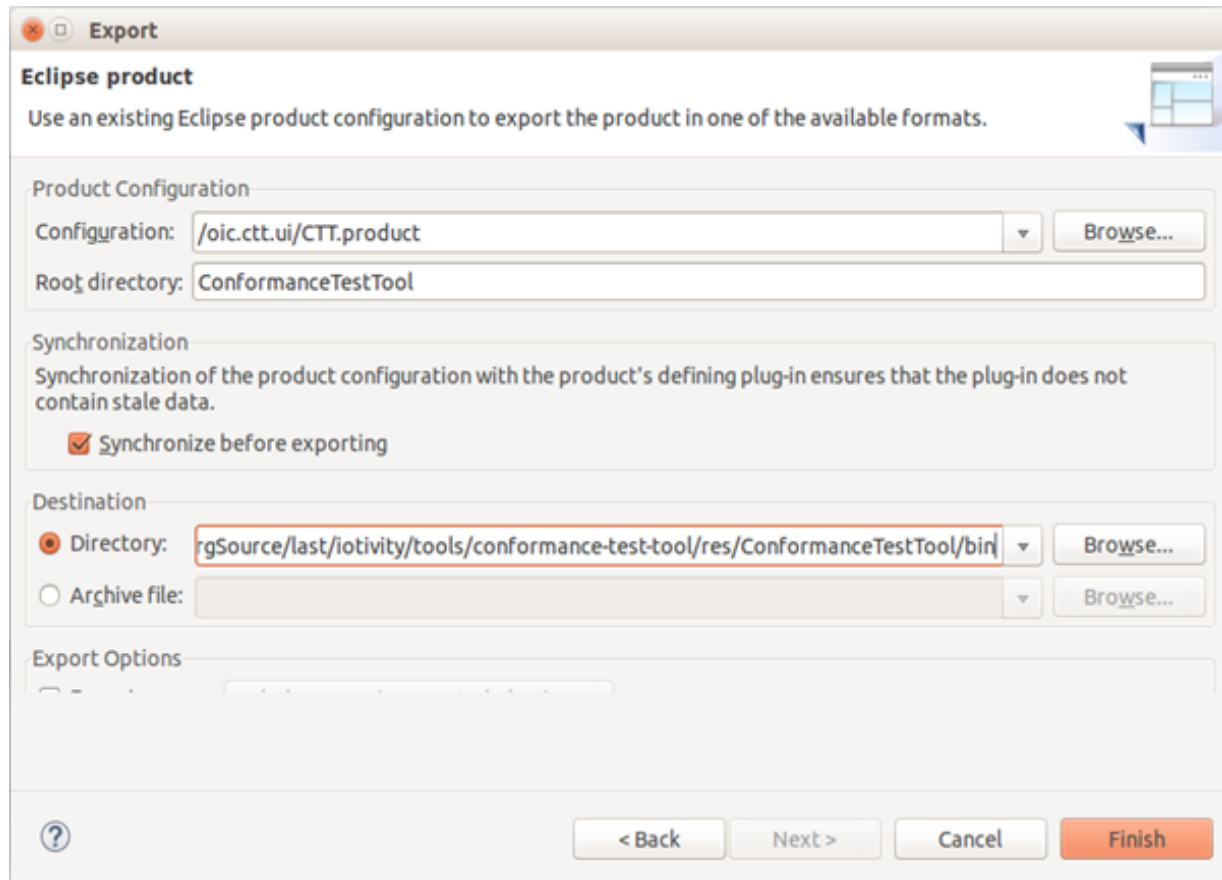 Export
Eclipse product
Use an existing Eclipse product configuration to export the product in one of the available formats.
Product Configuration
Configuration: /oic.ctt.ui/CTT.product Browse...
Root directory: ConformanceTestTool
Synchronization
Synchronization of the product configuration with the product's defining plug-in ensures that the plug-in does not
contain stale data.
Synchronize before exporting
Destination
Directory: rgSource/last/iotivity/tools/conformance-test-tool/res/ConformanceTestTool/bin Browse...
Archive file: Browse...
Export Options
? < Back Next > Cancel Finish